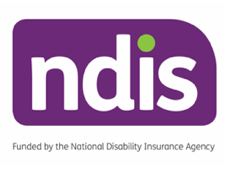 ndis
Funded by the National Disability Insurance Agency